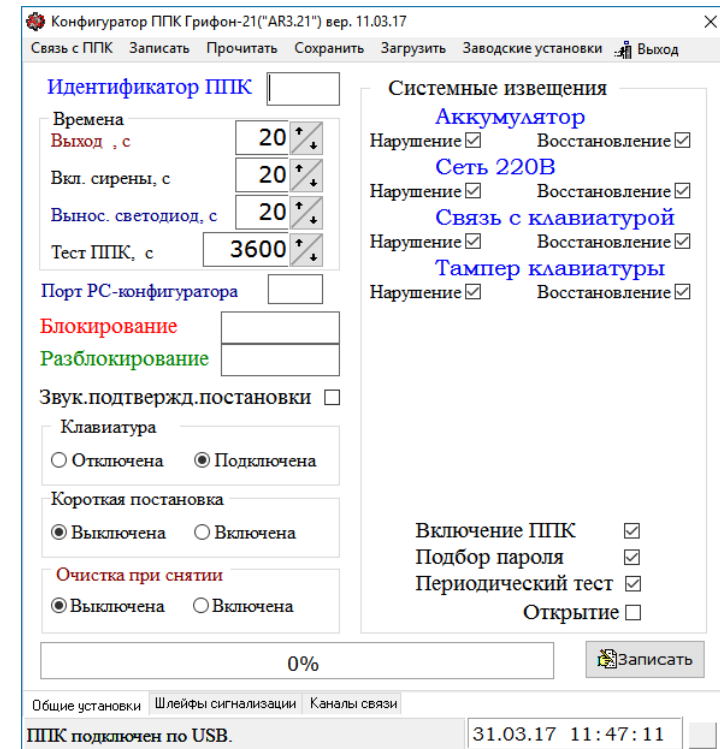 Конфигуратор ППК Грифон-21("AR3.21") вер. 11.03.17
Связь с ППК Записать Прочитать Сохранить Загрузить Заводские установки Выход
Идентификатор ППК
Времена
Выход , с 20
Вкл. сирены, с 20
Вынос. светодиод, с 20
Тест ППК, с 3600
Порт РС-конфигуратора
Блокирование
Разблокирование
Звук.подтвержд.постановки
Клавиатура
Отключена Подключена
Короткая постановка
Выключена Включена
Очистка при снятии
Выключена Включена
Системные извещения
Аккумулятор
Нарушение Восстановление
Сеть 220В
Нарушение Восстановление
Связь с клавиатурой
Нарушение Восстановление
Тампер клавиатуры
Нарушение Восстановление
Включение ППК
Подбор пароля
Периодический тест
Открытие
0%
Записать
Общие установки Шлейфы сигнализации Каналы связи
ППК подключен по USB.
31.03.17 11:47:11